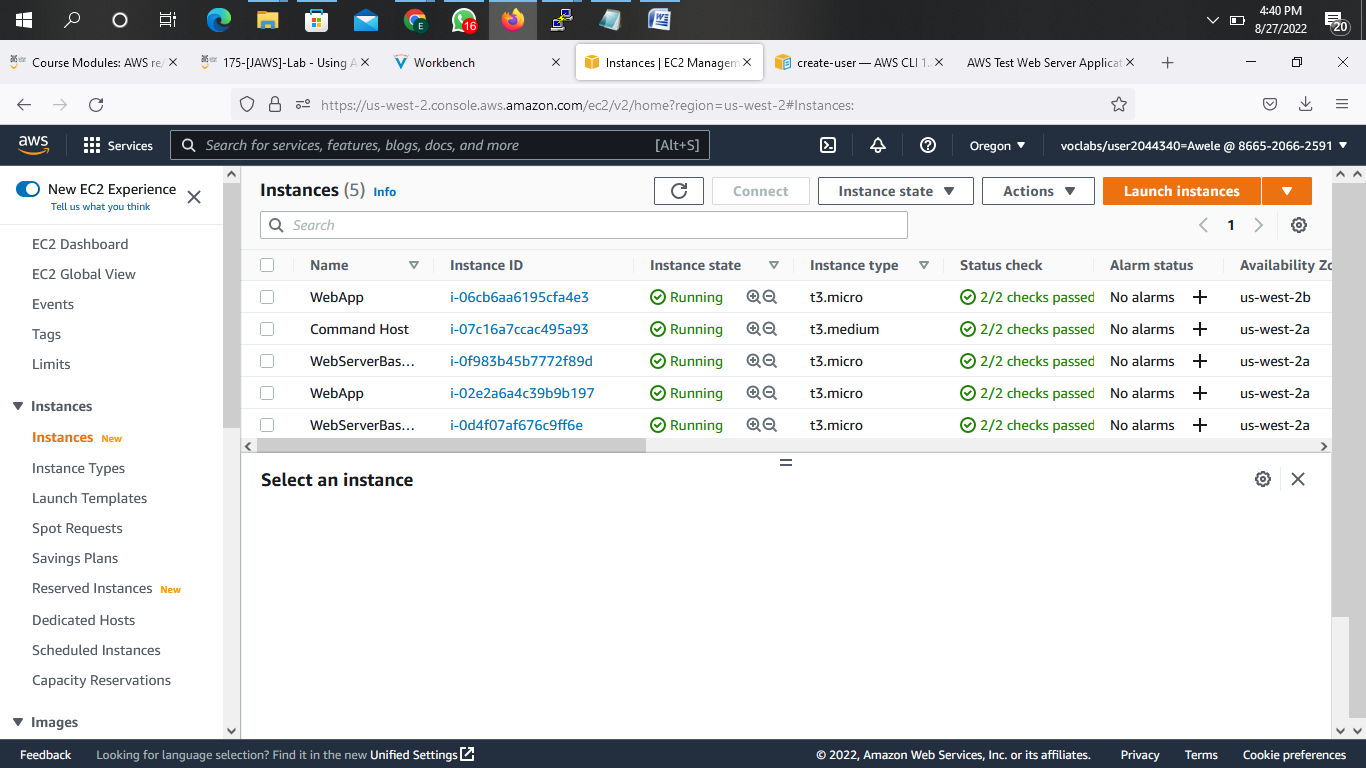 16
4:40 PM
8/27/2022
20
Course Modules: AWS re/
175-[JAWS]-Lab - Using A
Workbench
Instances | EC2 Managem
create-user — AWS CLI 1.
AWS Test Web Server Applicat
https://us-west-2.console.aws.amazon.com/ec2/v2/home?region=us-west-2#Instances:
aws
Services
Search for services, features, blogs, docs, and more
[Alt+S]
Oregon
voclabs/user2044340=Awele @ 8665-2066-2591
New EC2 Experience
Tell us what you think
EC2 Dashboard
EC2 Global View
Events
Tags
Limits
Instances
Instances New
Instance Types
Launch Templates
Spot Requests
Savings Plans
Reserved Instances New
Dedicated Hosts
Scheduled Instances
Capacity Reservations
Images
Instances (5) Info
Connect
Instance state
Actions
Launch instances
Search
1
Name Instance ID Instance state Instance type Status check Alarm status Availability Zo
WebApp i-06cb6aa6195cfa4e3 Running t3.micro 2/2 checks passed No alarms + us-west-2b
Command Host i-07c16a7ccac495a93 Running t3.medium 2/2 checks passed No alarms + us-west-2a
WebServerBas... i-0f983b45b7772f89d Running t3.micro 2/2 checks passed No alarms + us-west-2a
WebApp i-02e2a6a4c39b9b197 Running t3.micro 2/2 checks passed No alarms + us-west-2a
WebServerBas... i-0d4f07af676c9ff6e Running t3.micro 2/2 checks passed No alarms + us-west-2a
Select an instance
Feedback
Looking for language selection? Find it in the new Unified Settings
© 2022, Amazon Web Services, Inc. or its affiliates.
Privacy
Terms
Cookie preferences